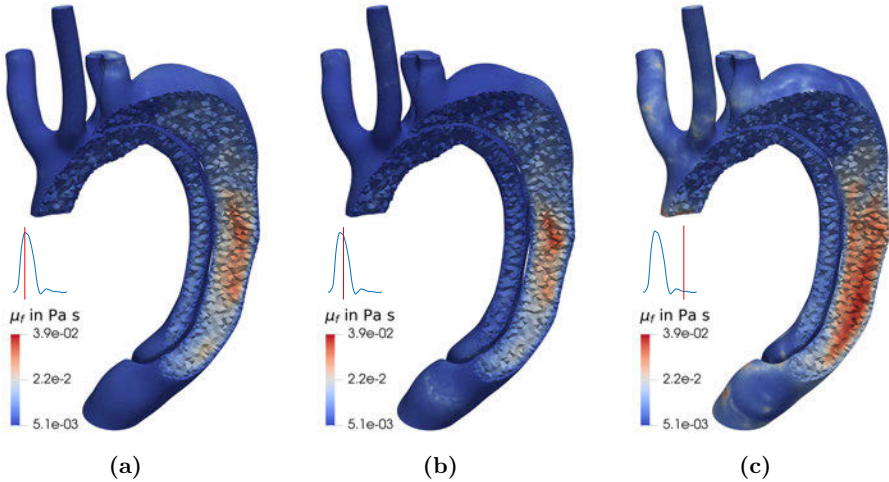 μf in Pa s
3.9e-02
2.2e-2
5.1e-03
(a)
μf in Pa s
3.9e-02
2.2e-2
5.1e-03
(b)
μf in Pa s
3.9e-02
2.2e-2
5.1e-03
(c)